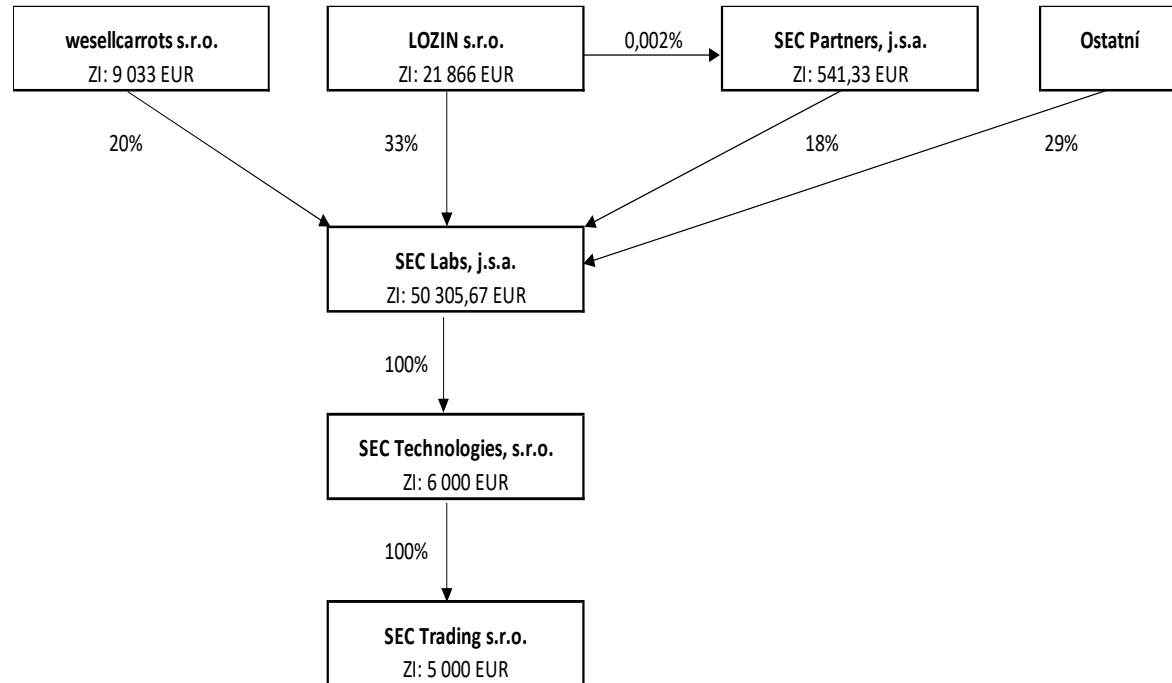 wesellcarrots s.r.o.
ZI: 9 033 EUR
LOZIN s.r.o.
ZI: 21 866 EUR
0,002%
SEC Partners, j.s.a.
ZI: 541,33 EUR
Ostatní
20%
33%
18%
29%
SEC Labs, j.s.a.
ZI: 50 305,67 EUR
100%
SEC Technologies, s.r.o.
ZI: 6 000 EUR
100%
SEC Trading s.r.o.
ZI: 5 000 EUR